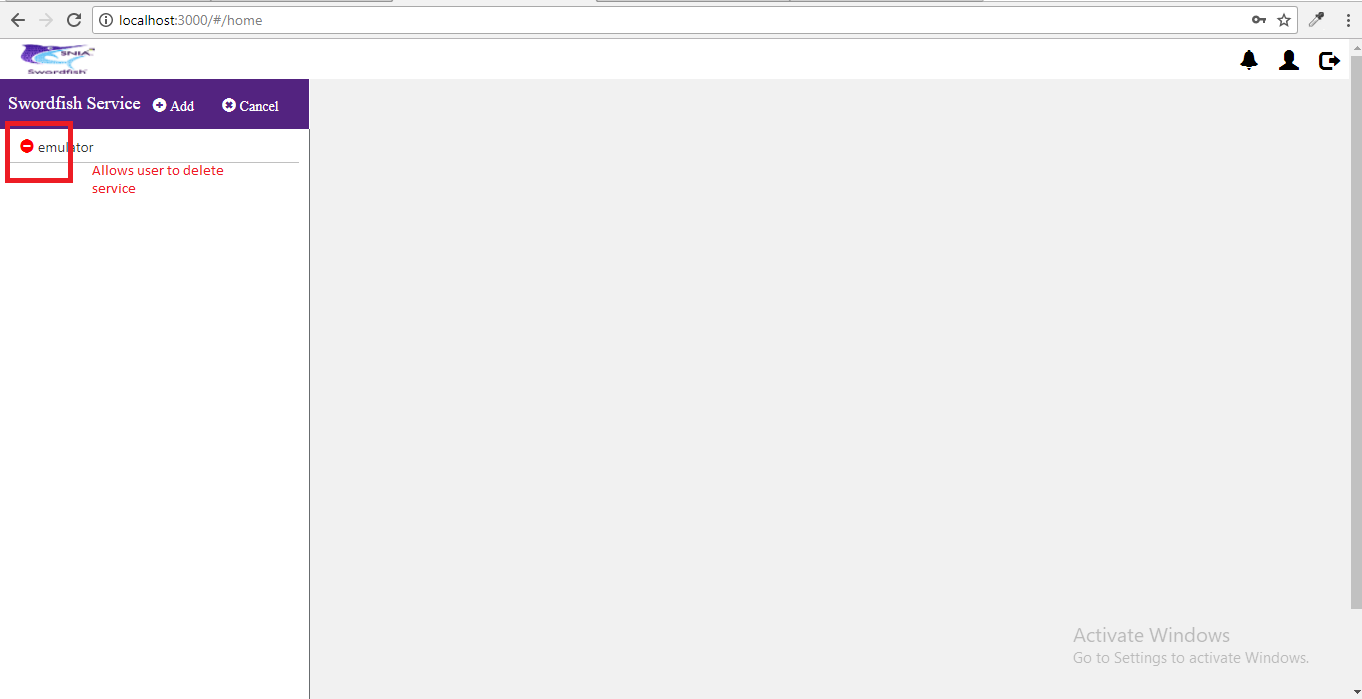 localhost:3000/#/home
SNIA
Swordfish
Swordfish Service Add Cancel
emulator
Allows user to delete
service
Activate Windows
Go to Settings to activate Windows.